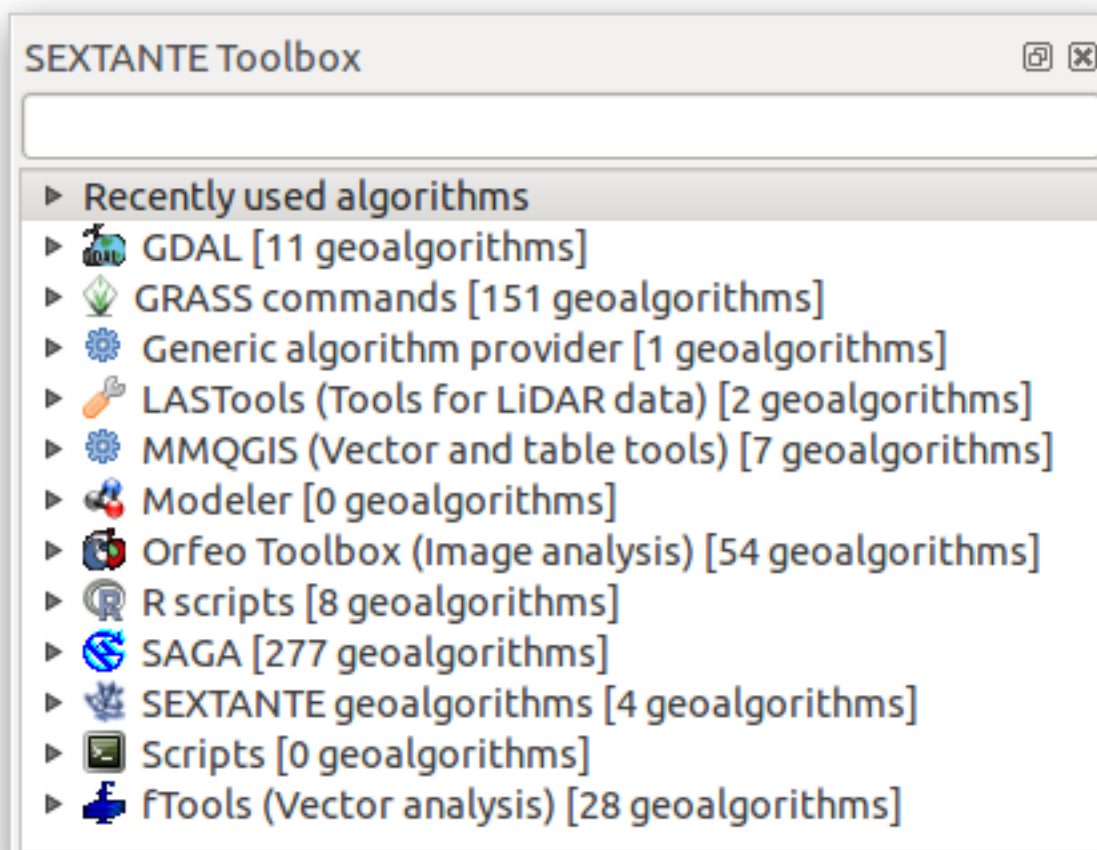 SEXTANTE Toolbox
Recently used algorithms
GDAL [11 geoalgorithms]
GRASS commands [151 geoalgorithms]
Generic algorithm provider [1 geoalgorithms]
LASTools (Tools for LiDAR data) [2 geoalgorithms]
MMQGIS (Vector and table tools) [7 geoalgorithms]
Modeler [0 geoalgorithms]
Orfeo Toolbox (Image analysis) [54 geoalgorithms]
R scripts [8 geoalgorithms]
SAGA [277 geoalgorithms]
SEXTANTE geoalgorithms [4 geoalgorithms]
Scripts [0 geoalgorithms]
fTools (Vector analysis) [28 geoalgorithms]